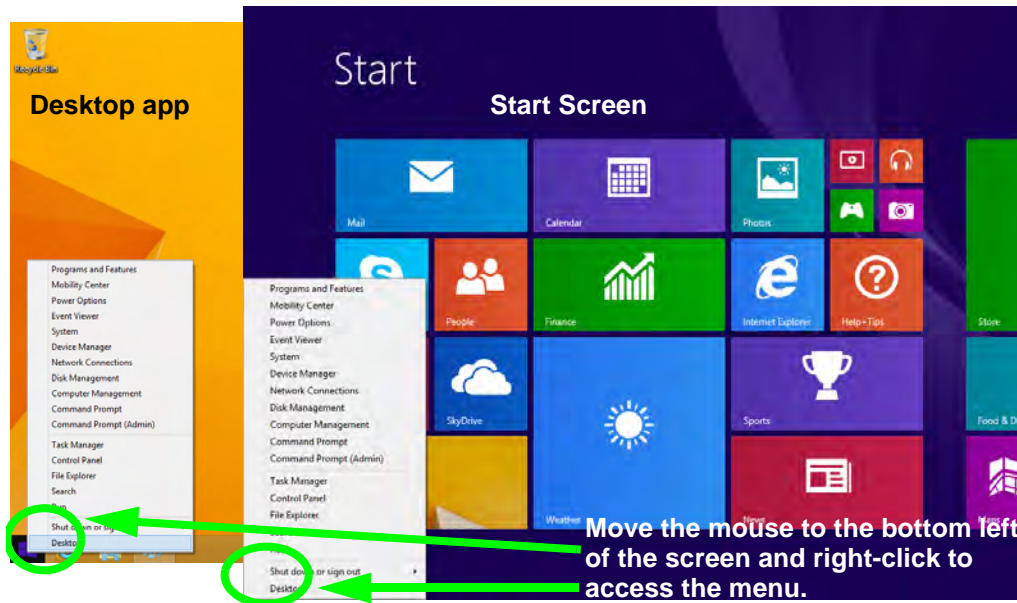 Recycle Bin
Desktop app
Programs and Features
Mobility Center
Power Options
Event Viewer
System
Device Manager
Network Connections
Disk Management
Computer Management
Command Prompt
Command Prompt (Admin)
Task Manager
Control Panel
File Explorer
Search
Shut down or
Start
Start Screen
Mail
Calendar
Photos
People
Finance
Internet Explorer
Help+Tips
Store
SkyDrive
Sports
Food & D
Weather
News
Programs and Features
Mobility Center
Power Options
Event Viewer
System
Device Manager
Network Connections
Disk Management
Computer Management
Command Prompt
Command Prompt (Admin)
Task Manager
Control Panel
File Explorer
Shut down or sign out
Desktop
Move the mouse to the bottom left
of the screen and right-click to
access the menu.